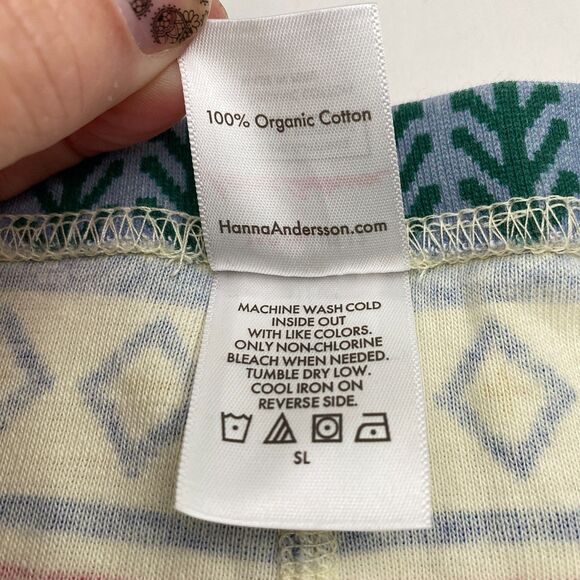 100% Organic Cotton
HannaAndersson.com
MACHINE WASH COLD
INSIDE OUT
WITH LIKE COLORS.
ONLY NON-CHLORINE
BLEACH WHEN NEEDED.
TUMBLE DRY LOW.
COOL IRON ON
REVERSE SIDE.
SL